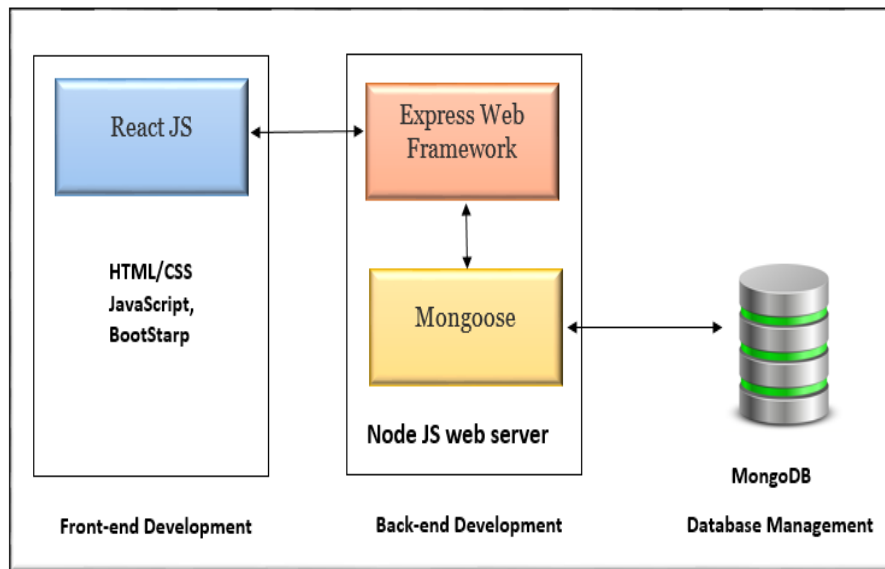 React JS
HTML/CSS
JavaScript,
BootStarp
Front-end Development
Express Web
Framework
Mongoose
Node JS web server
Back-end Development
MongoDB
Database Management